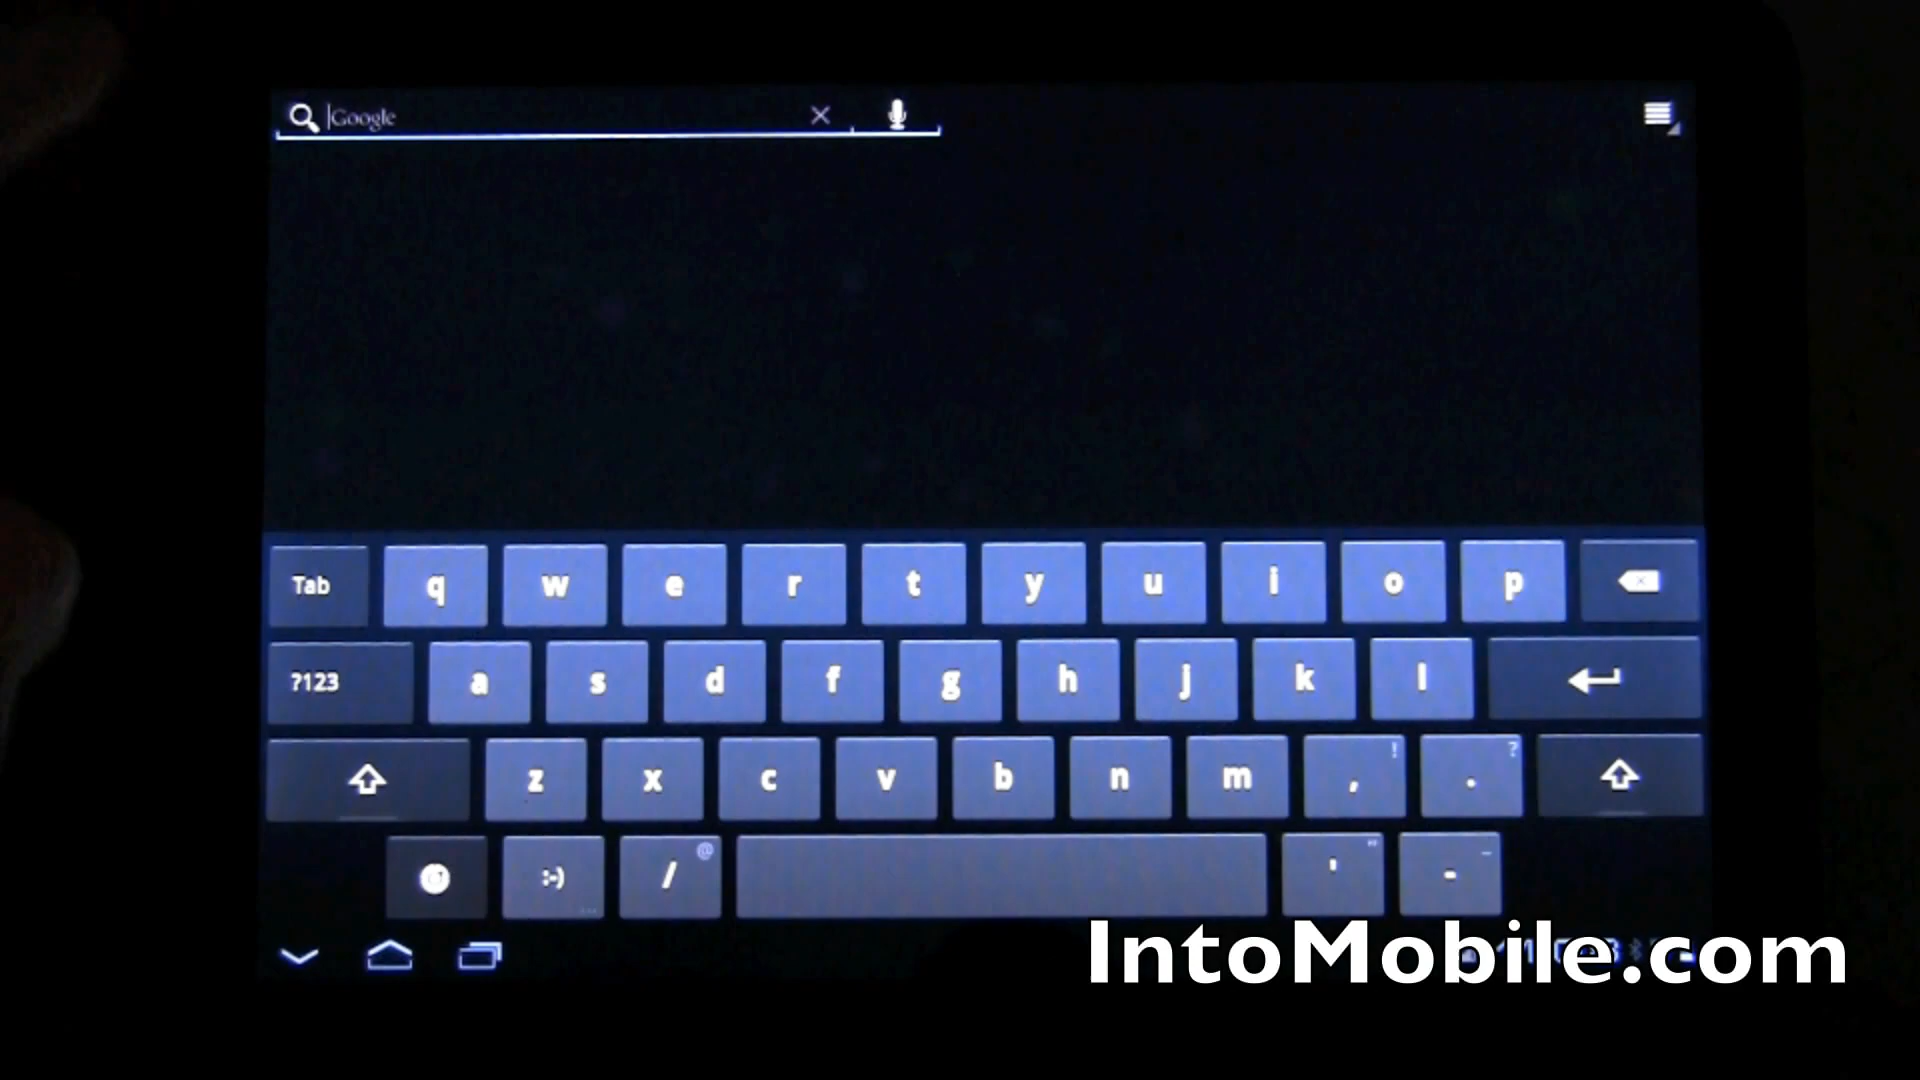 Google
Tab q w e r t y u i o p
?123 a s d f g h j k l
z x c v b n m , ! . ?
:-) ... / @ ' " - _
IntoMobile.com